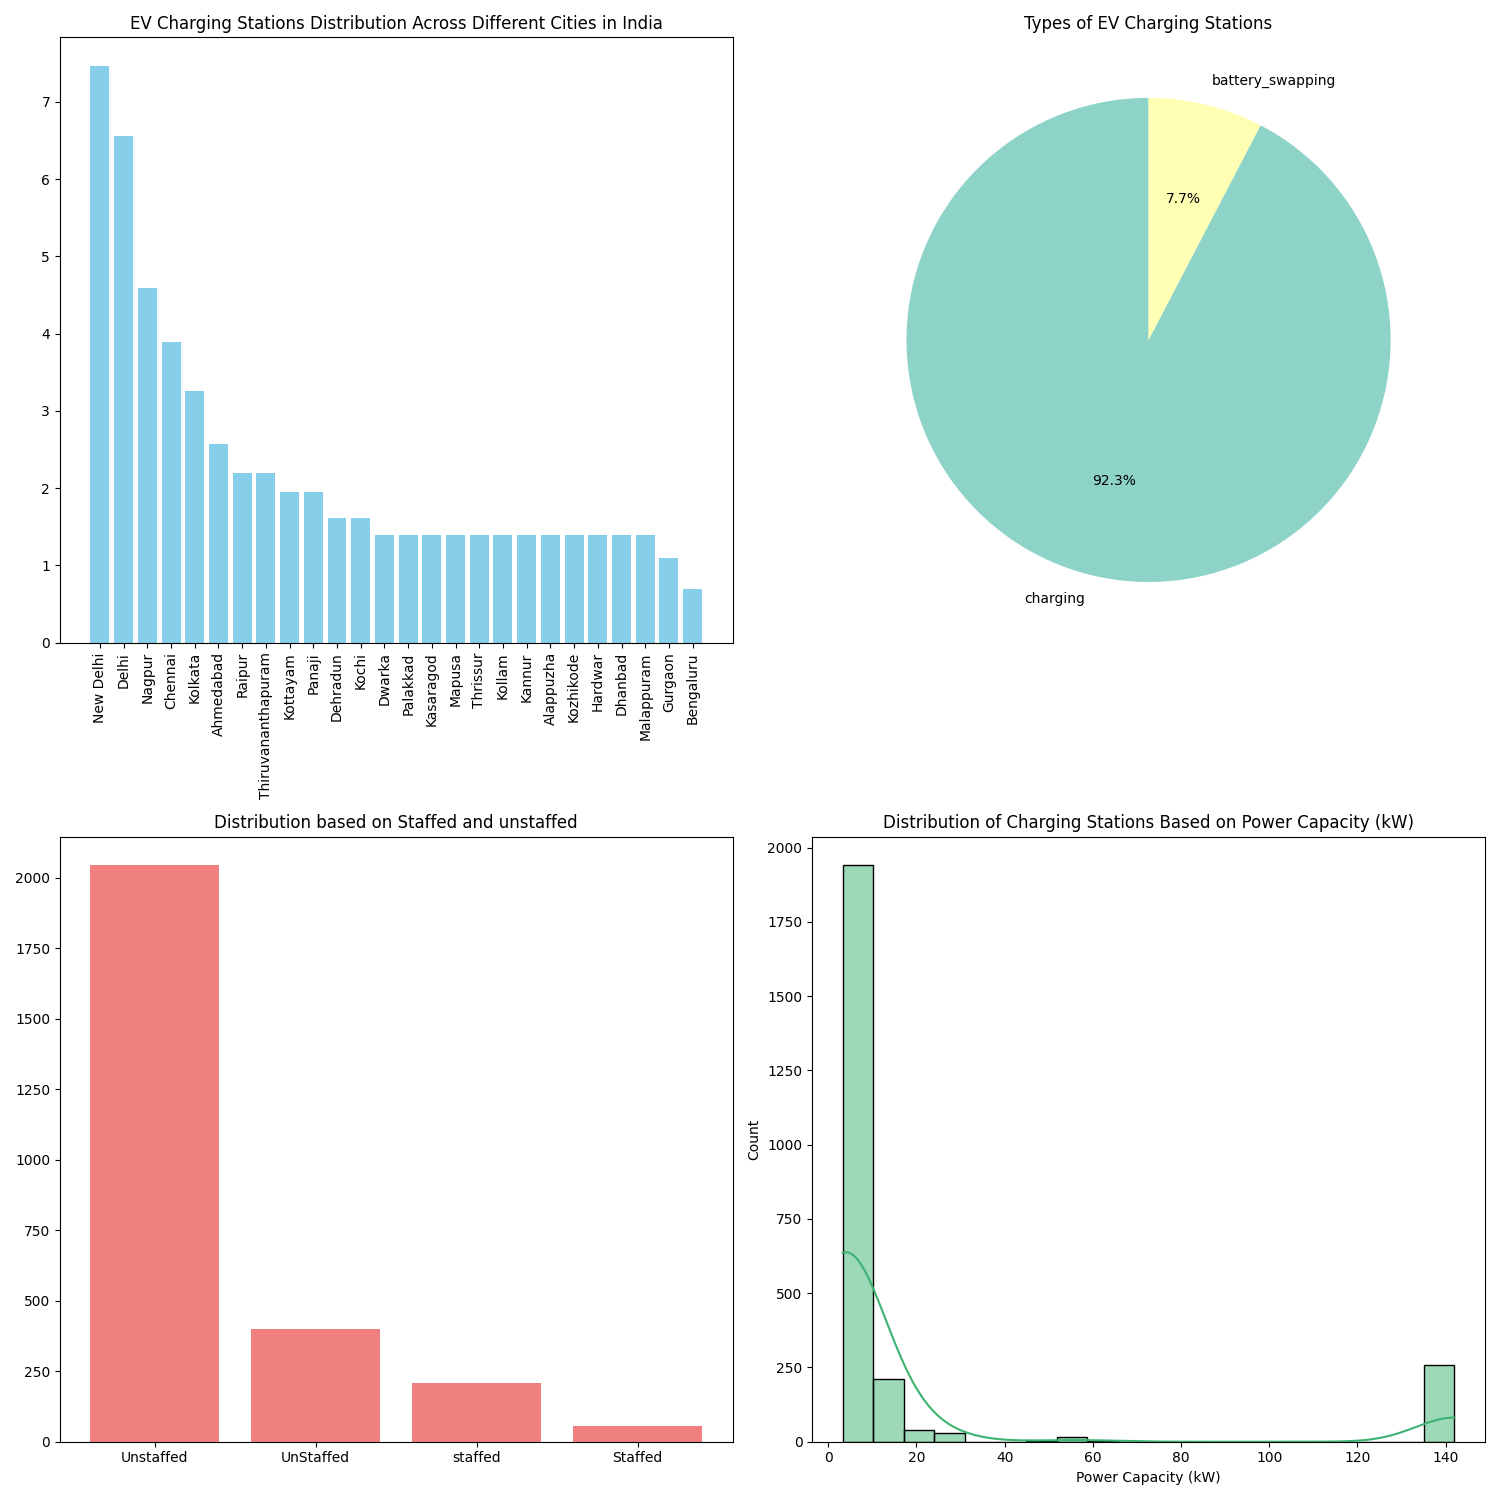 EV Charging Stations Distribution Across Different Cities in India
7
6
5
4
3
2
1
0
New Delhi
Delhi
Nagpur
Chennai
Kolkata
Ahmedabad
Raipur
Thiruvananthapuram
Kottayam
Panaji
Dehradun
Kochi
Dwarka
Palakkad
Kasaragod
Mapusa
Thrissur
Kollam
Kannur
Alappuzha
Kozhikode
Hardwar
Dhanbad
Malappuram
Gurgaon
Bengaluru
Types of EV Charging Stations
battery_swapping
7.7%
92.3%
charging
Distribution based on Staffed and unstaffed
2000
1750
1500
1250
1000
750
500
250
0
Unstaffed
UnStaffed
staffed
Staffed
Distribution of Charging Stations Based on Power Capacity (kW)
Count
2000
1750
1500
1250
1000
750
500
250
0
0
20
40
60
80
100
120
140
Power Capacity (kW)